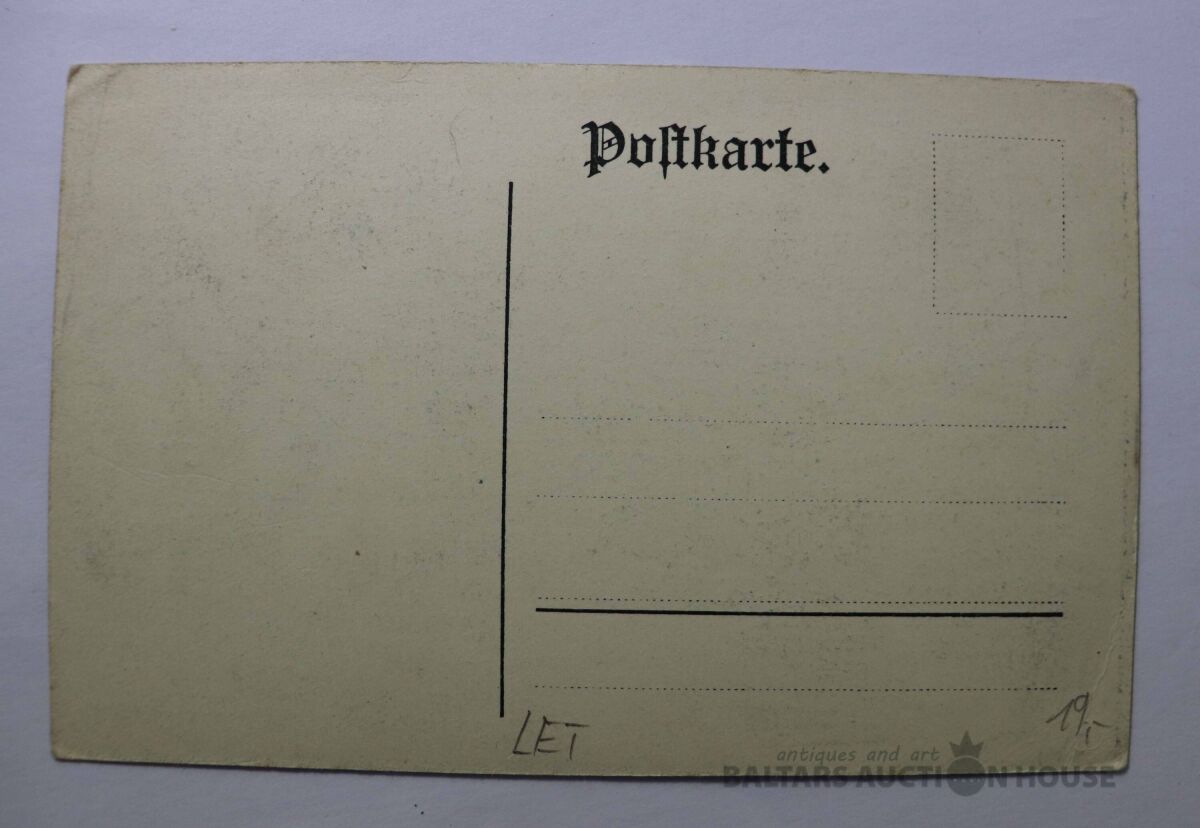 Poſtkarte.
LET
19,-
antiques and art
BALTARS AUCTION HOUSE